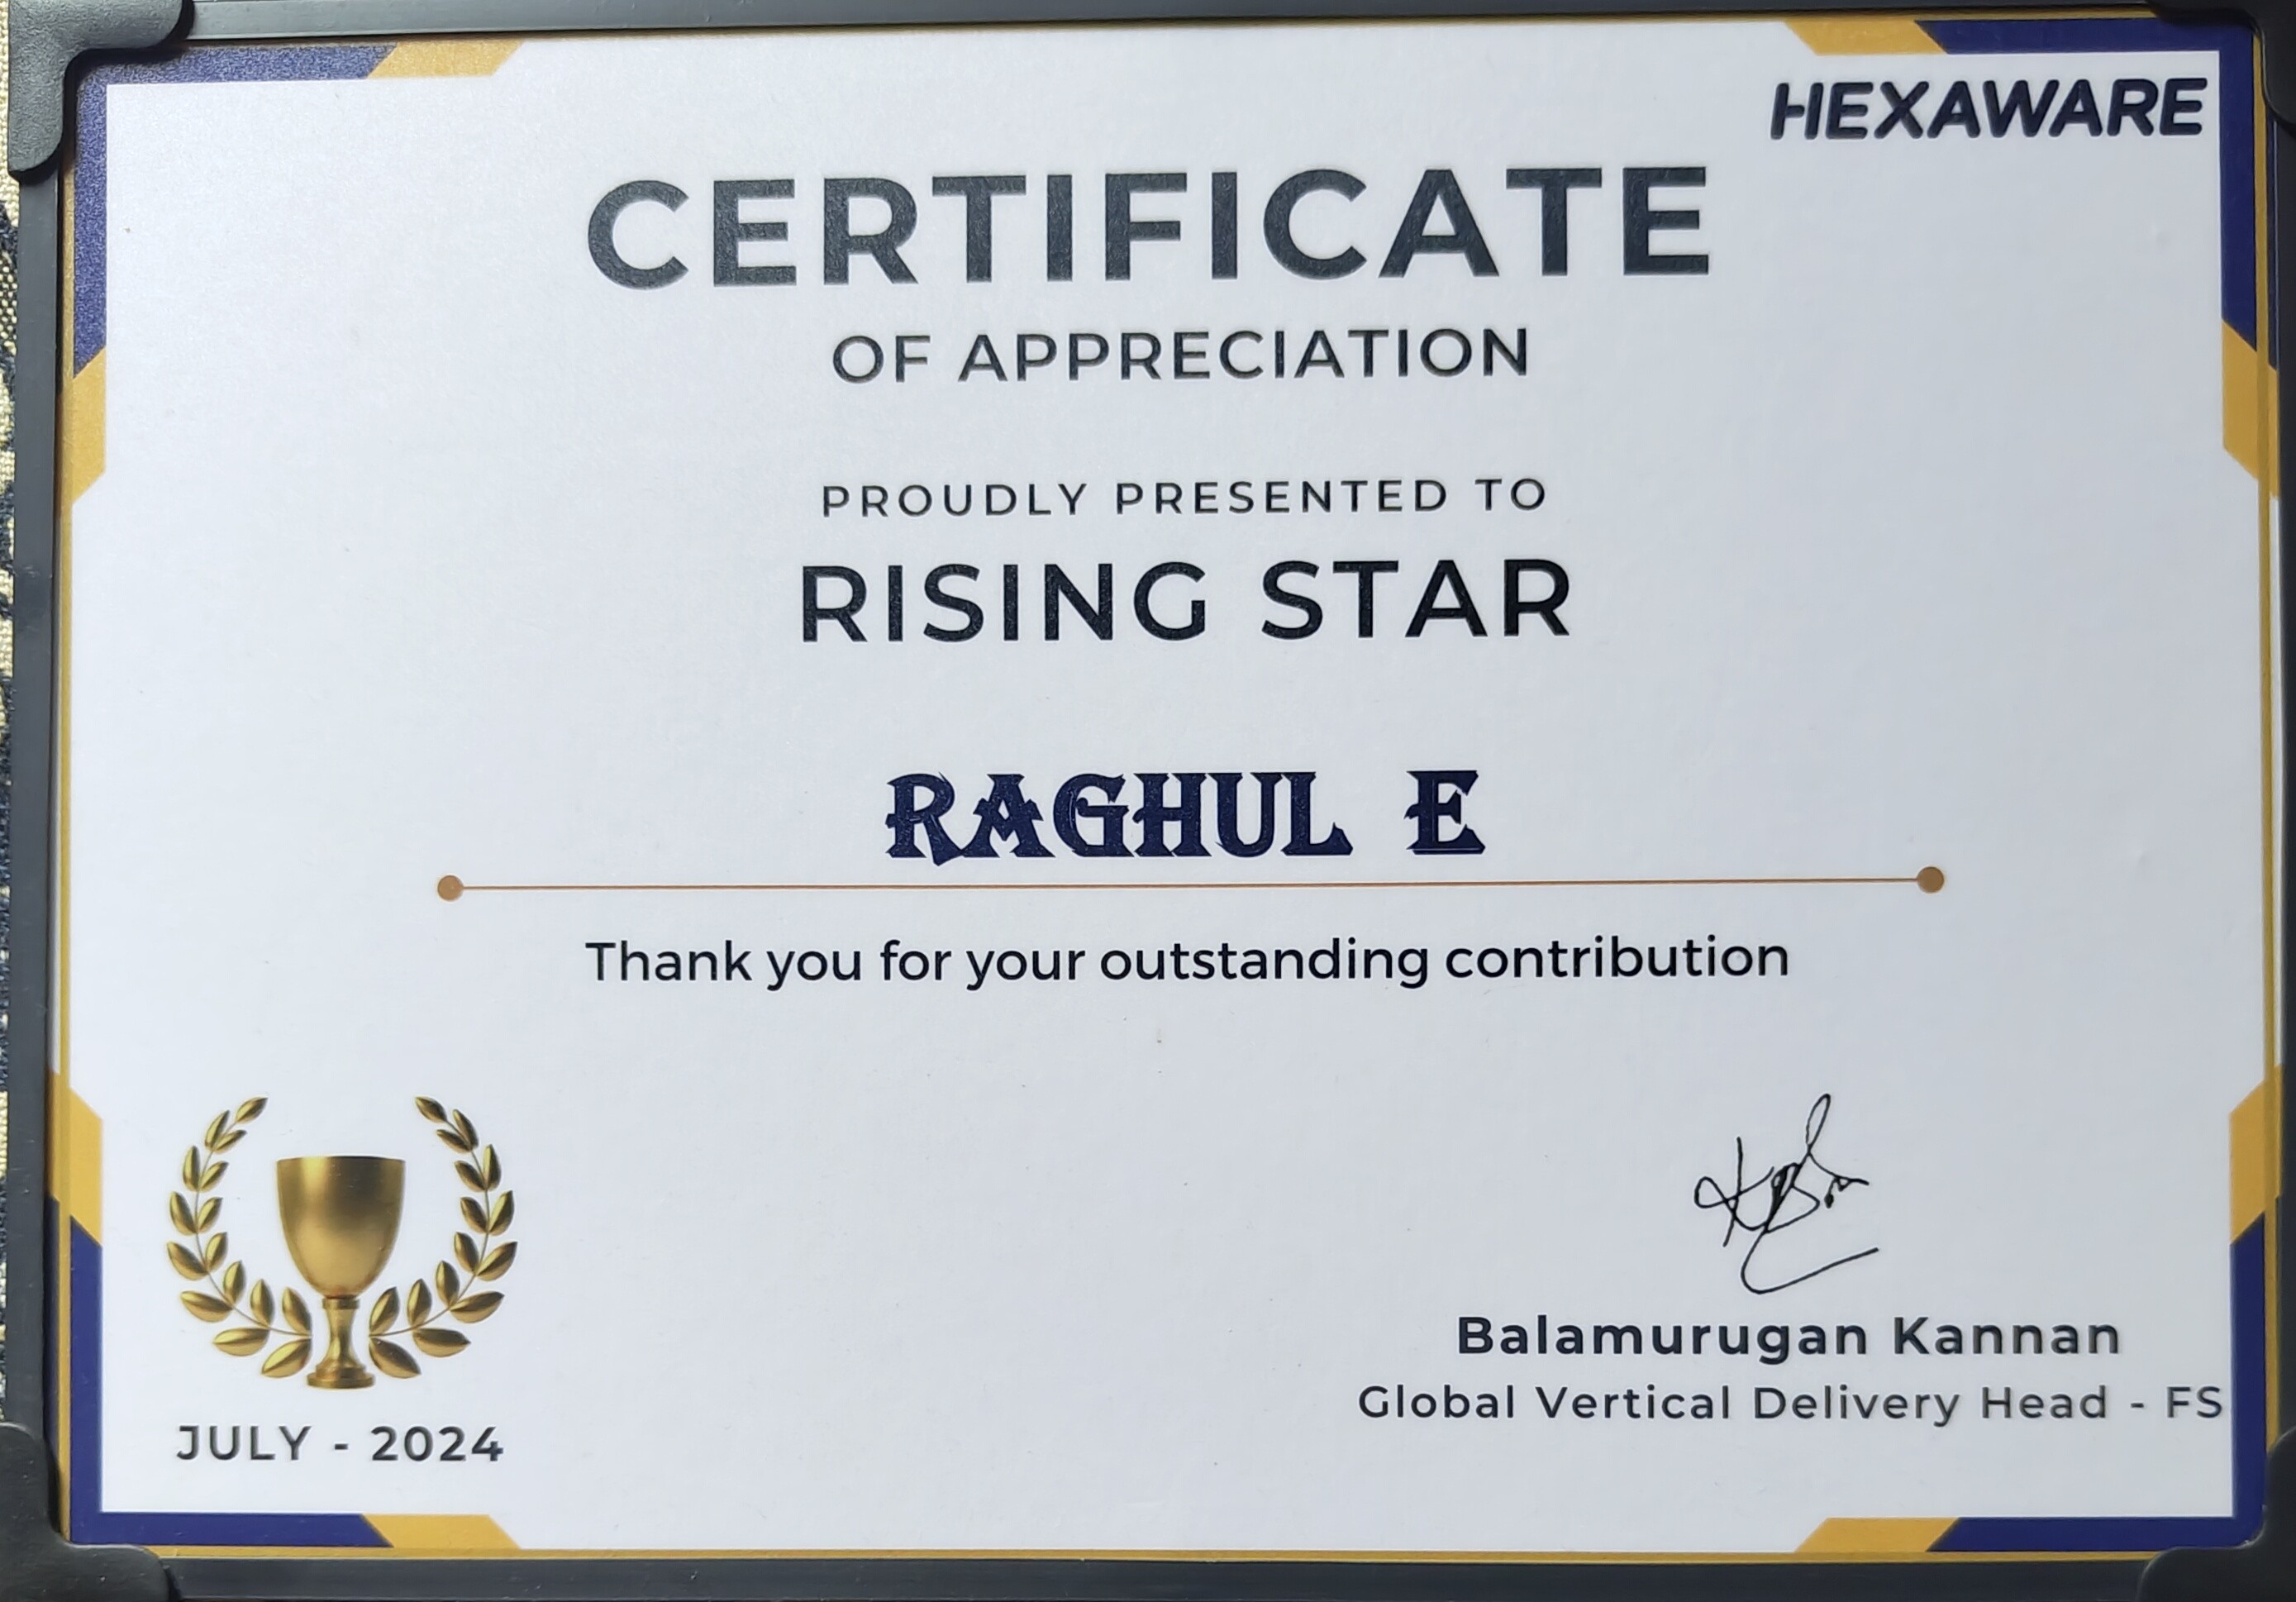 HEXAWARE
CERTIFICATE
OF APPRECIATION
PROUDLY PRESENTED TO
RISING STAR
RAGHUL E
Thank you for your outstanding contribution
Balamurugan Kannan
Global Vertical Delivery Head - FS
JULY - 2024